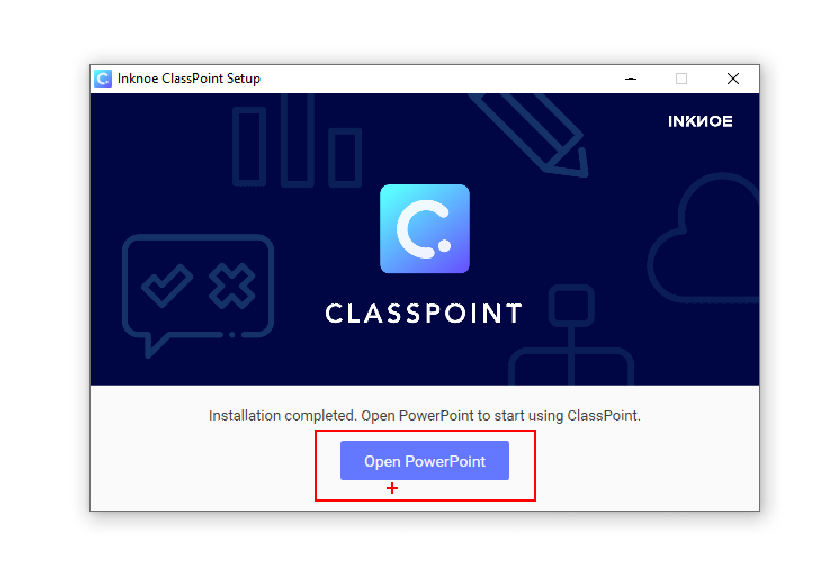 Inknoe ClassPoint Setup
INKNOE
CLASSPOINT
Installation completed. Open PowerPoint to start using ClassPoint.
Open PowerPoint